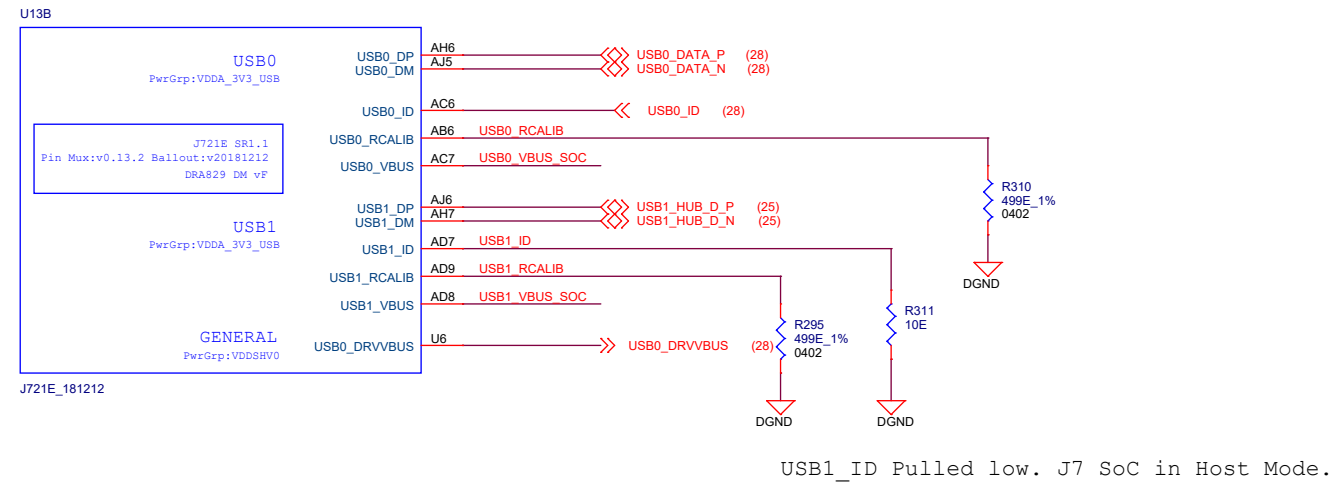 U13B
USB0
PwrGrp:VDDA_3V3_USB
J721E SR1.1
Pin Mux:v0.13.2 Ballout:v20181212
DRA829 DM vF
USB1
PwrGrp:VDDA_3V3_USB
GENERAL
PwrGrp:VDDSHV0
USB0_DP AH6 USB0_DATA_P (28)
USB0_DM AJ5 USB0_DATA_N (28)
USB0_ID AC6 USB0_ID (28)
USB0_RCALIB AB6 USB0_RCALIB
USB0_VBUS AC7 USB0_VBUS_SOC
USB1_DP AJ6 USB1_HUB_D_P (25)
USB1_DM AH7 USB1_HUB_D_N (25)
USB1_ID AD7 USB1_ID
USB1_RCALIB AD9 USB1_RCALIB
USB1_VBUS AD8 USB1_VBUS_SOC
USB0_DRVVBUS U6 USB0_DRVVBUS (28)
R310
499E_1%
0402
DGND
R311
10E
R295
499E_1%
0402
DGND
DGND
J721E_181212
USB1_ID Pulled low. J7 SoC in Host Mode.